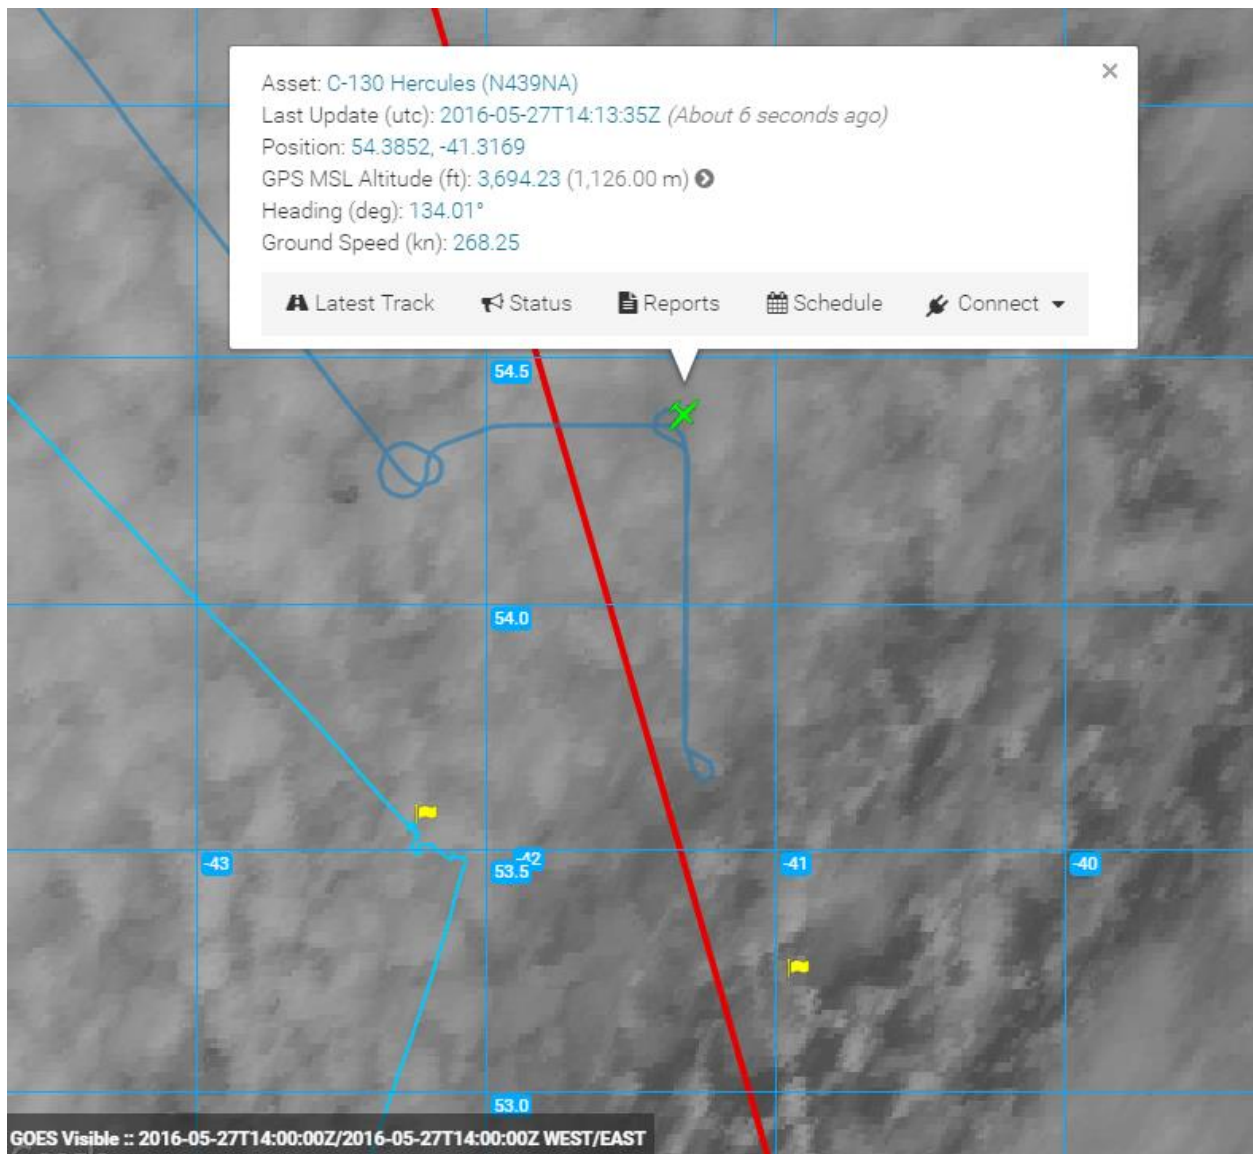 Asset: C-130 Hercules (N439NA)
Last Update (utc): 2016-05-27T14:13:35Z (About 6 seconds ago)
Position: 54.3852, -41.3169
GPS MSL Altitude (ft): 3,694.23 (1,126.00 m)
Heading (deg): 134.01°
Ground Speed (kn): 268.25
Latest Track Status Reports Schedule Connect
54.5
54.0
-43 -42 -41 -40
53.5
53.0
GOES Visible :: 2016-05-27T14:00:00Z/2016-05-27T14:00:00Z WEST/EAST